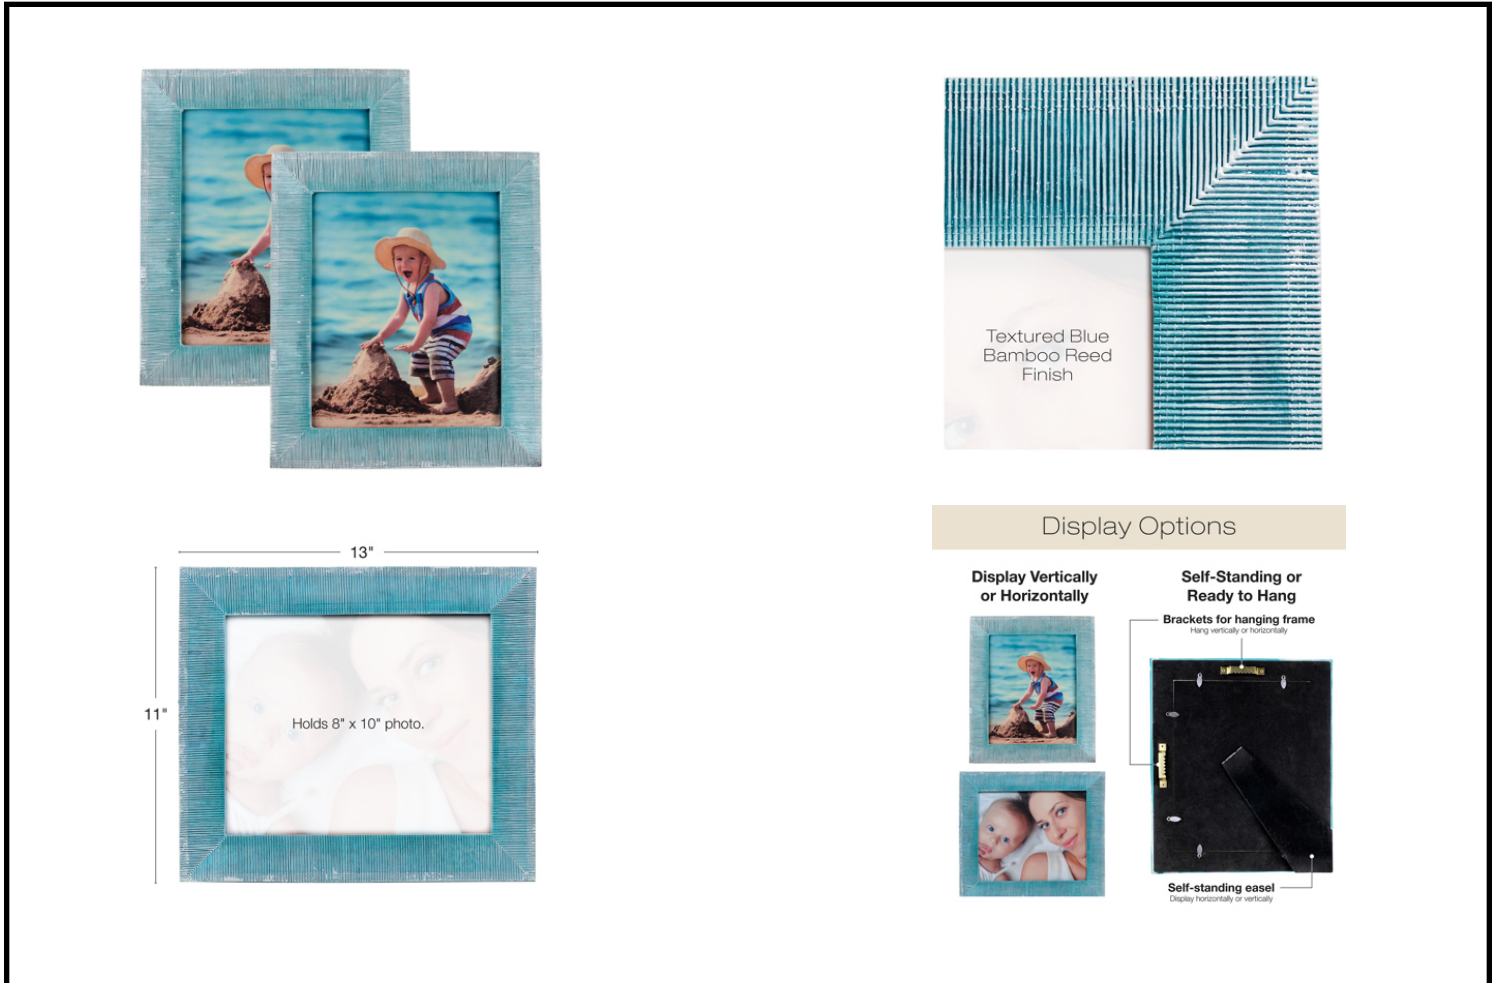 Textured Blue
Bamboo Reed
Finish
13"
11"
Holds 8" x 10" photo.
Display Options
Display Vertically
or Horizontally
Self-Standing or
Ready to Hang
Brackets for hanging frame
Hang vertically or horizontally
Self-standing easel
Display horizontally or vertically